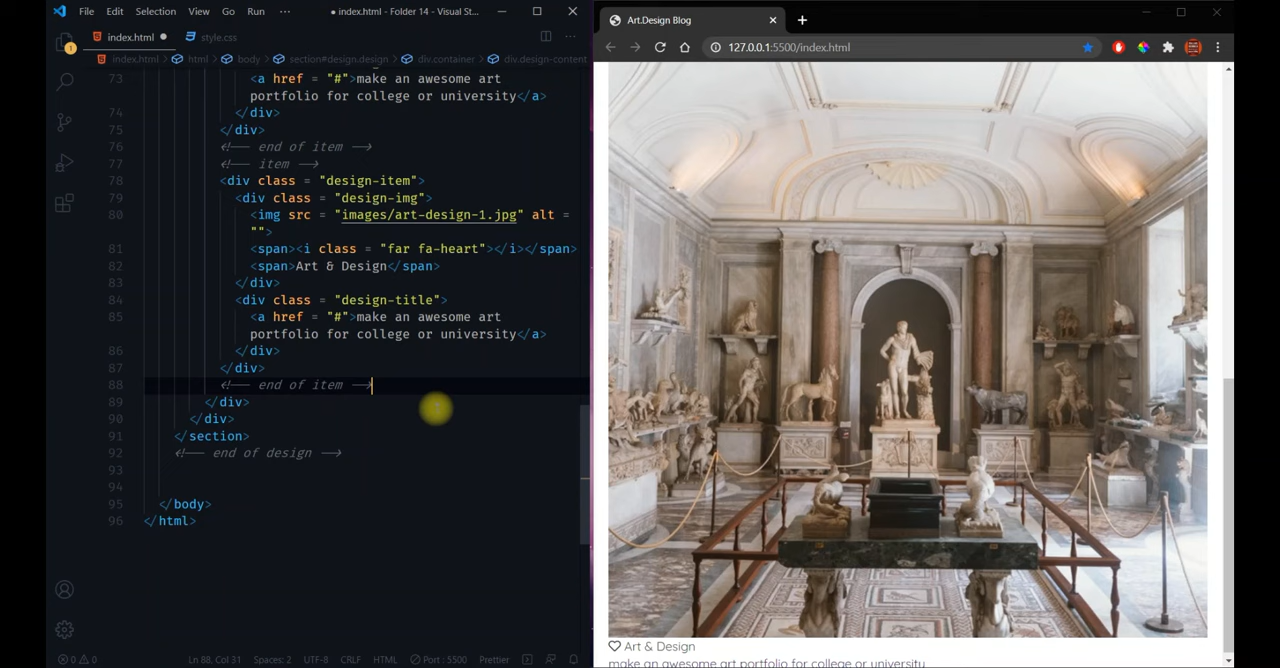 File Edit Selection View Go Run ··· • index.html - Folder 14 - Visual St...
index.html ● style.css
index.html > html > body > section#design.design > div.container > div.design-content
73 <a href = "#">make an awesome art
portfolio for college or university</a>
74 </div>
75 </div>
76 <!-- end of item -->
77 <!-- item -->
78 <div class = "design-item">
79 <div class = "design-img">
80 <img src = "images/art-design-1.jpg" alt =
"">
81 <span><i class = "far fa-heart"></i></span>
82 <span>Art & Design</span>
83 </div>
84 <div class = "design-title">
85 <a href = "#">make an awesome art
portfolio for college or university</a>
86 </div>
87 </div>
88 <!-- end of item -->
89 </div>
90 </div>
91 </section>
92 <!-- end of design -->
93
94
95 </body>
96 </html>
1
0 0 Ln 88, Col 31 Spaces: 2 UTF-8 CRLF HTML Port : 5500 Prettier
Art.Design Blog
127.0.0.1:5500/index.html
Art & Design
make an awesome art portfolio for college or university